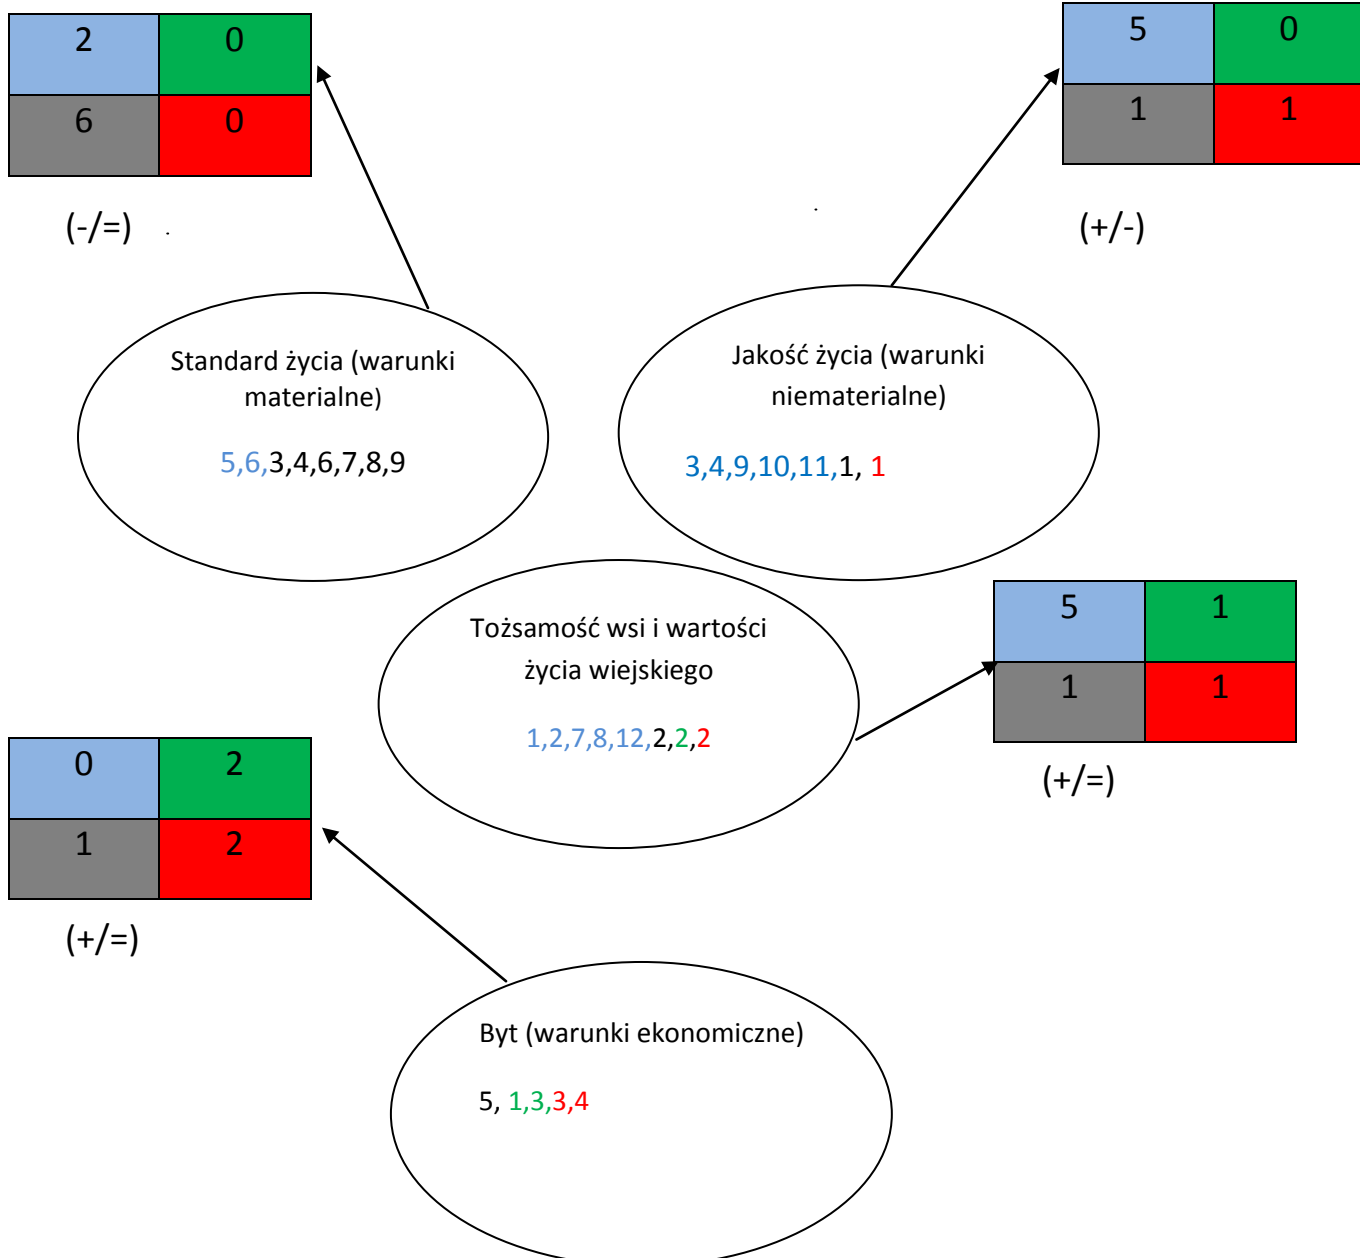 2 0
6 0
(-/=)
5 0
1 1
(+/-)
Standard życia (warunki
materialne)
5,6,3,4,6,7,8,9
Jakość życia (warunki
niematerialne)
3,4,9,10,11,1, 1
Tożsamość wsi i wartości
życia wiejskiego
1,2,7,8,12,2,2,2
5 1
1 1
(+/=)
0 2
1 2
(+/=)
Byt (warunki ekonomiczne)
5, 1,3,3,4